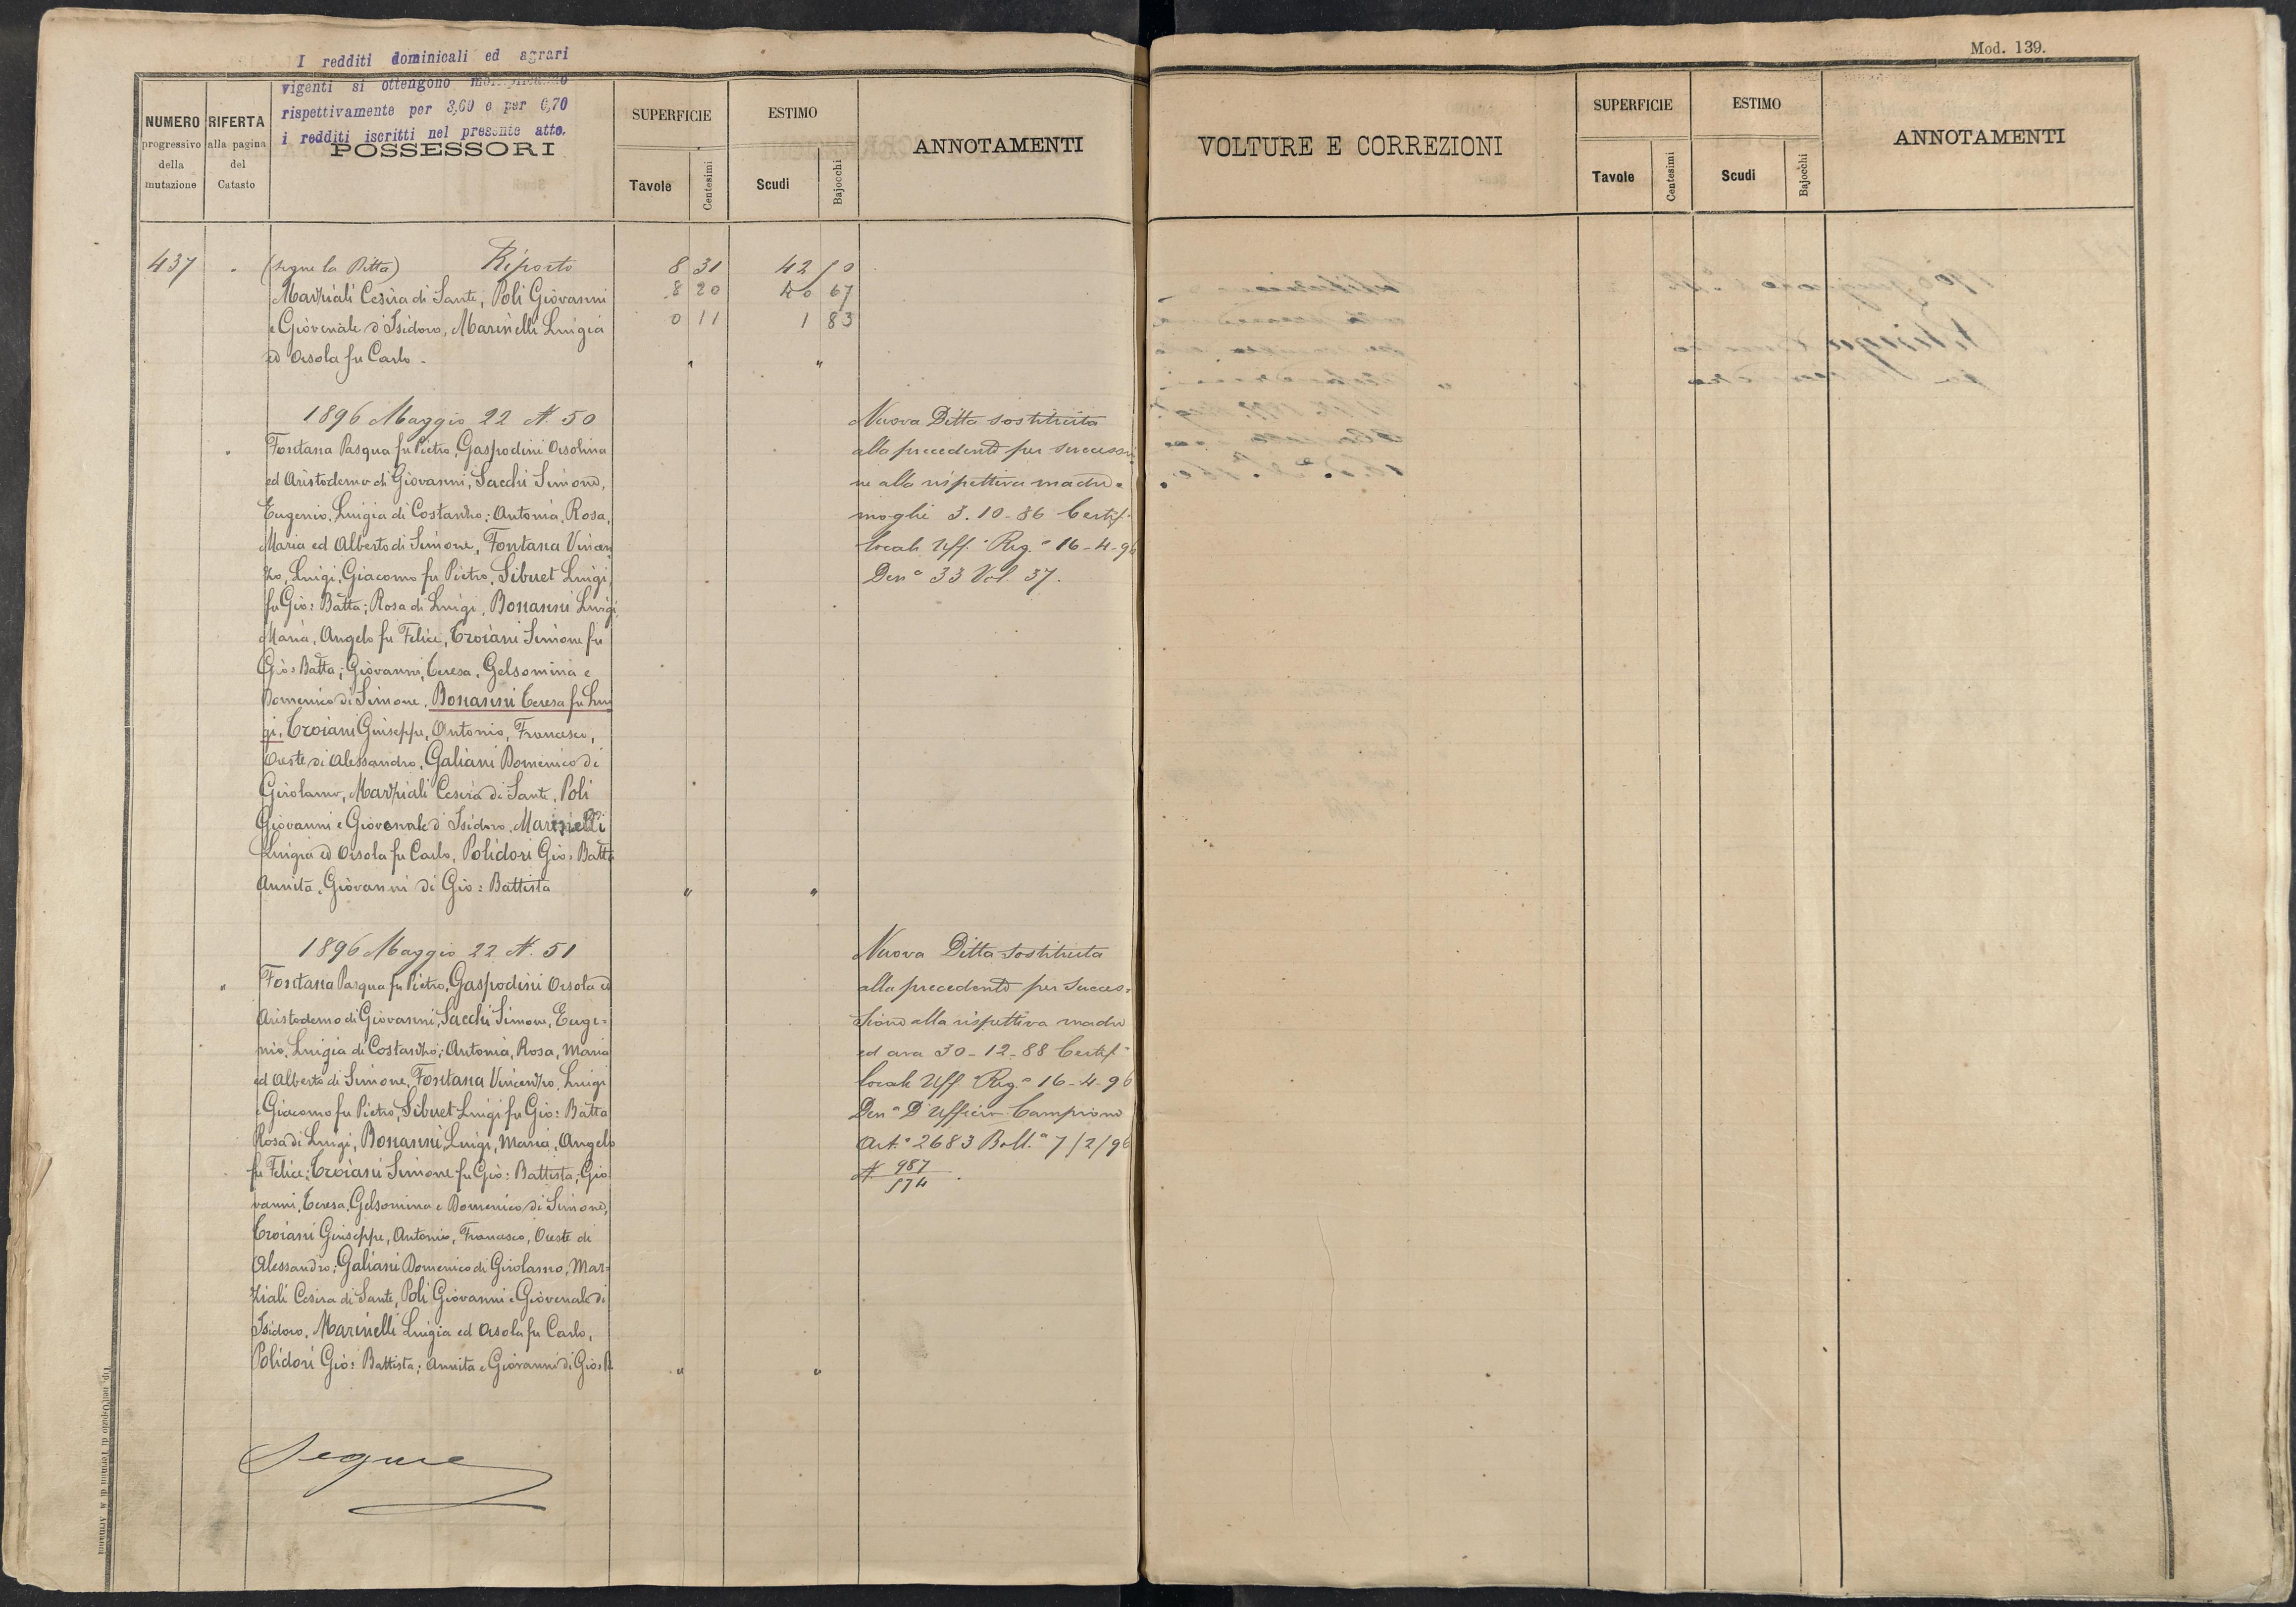 I redditi dominicali ed agrari
vigenti si ottengono
rispettivamente per 3,60 e per 0,70
i redditi iscritti nel presente atto.
Mod. 139.
NUMERO progressivo della mutazione
RIFERTA alla pagina del Catasto
POSSESSORI
SUPERFICIE
Tavole
Centesimi
ESTIMO
Scudi
Bajocchi
ANNOTAMENTI
VOLTURE E CORREZIONI
SUPERFICIE
Tavole
Centesimi
ESTIMO
Scudi
Bajocchi
ANNOTAMENTI
437 (segue la Ditta) Riporto 8 31 42 50
Marziali Cesira di Sante, Poli Giovanni 8 20 40 67
e Giovenale d'Isidoro, Marinelli Luigia 0 11 1 83
ed Orsola fu Carlo - " "
1896 Maggio 22 N. 50
Fontana Pasqua fu Pietro, Gaspodini Orsolina
ed Aristodemo di Giovanni, Sacchi Simone,
Eugenio, Luigia di Costanzo; Antonia, Rosa,
Maria ed Alberto di Simone, Fontana Vincen
zo, Luigi, Giacomo fu Pietro, Sibuet Luigi
fu Gio: Batta; Rosa di Luigi, Bonanni Luigi
Maria, Angelo fu Felice, Troiani Simone fu
Gio: Batta; Giovanni, Teresa, Gelsomina e
Domenico di Simone, Bonanni Teresa fu Lui
gi, Troiani Giuseppe, Antonio, Francesco,
Oreste di Alessandro, Galiani Domenico di
Girolamo, Marziali Cesira di Sante, Poli
Giovanni e Giovenale d'Isidoro, Marinelli
Luigia ed Orsola fu Carlo, Polidori Gio: Batta
Annita, Giovanni di Gio: Battista " "
Nuova Ditta sostituita
alla precedente per successio
ne alla rispettiva madre e
moglie 3.10-86 Certif.
locale Uff. Reg.° 16-4-96
Den.a 33 Vol. 37.
1896 Maggio 22 N. 51
" Fontana Pasqua fu Pietro, Gaspodini Orsola ed
Aristodemo di Giovanni, Sacchi Simone, Euge=
nio, Luigia di Costanzo; Antonia, Rosa, Maria
ed Alberto di Simone, Fontana Vincenzo, Luigi
e Giacomo fu Pietro, Sibuet Luigi fu Gio: Batta
Rosa di Luigi, Bonanni Luigi, Maria, Angelo
fu Felice; Troiani Simone fu Gio: Battista; Gio
vanni, Teresa, Gelsomina e Domenico di Simone,
Troiani Giuseppe, Antonio, Francesco, Oreste di
Alessandro; Galiani Domenico di Girolamo, Mar=
ziali Cesira di Sante, Poli Giovanni e Giovenale di
Isidoro, Marinelli Luigia ed Orsola fu Carlo,
Polidori Gio: Battista; Annita e Giovanni di Gio: B. " "
Nuova Ditta sostituita
alla precedente per succes=
sione alla rispettiva madre
ed ava 30-12-88 Certif.
locale Uff. Reg.° 16-4-96
Den.a D'Ufficio Campione
Art.° 2683 Boll.a 7/2/96
N. 987/574.
Segue